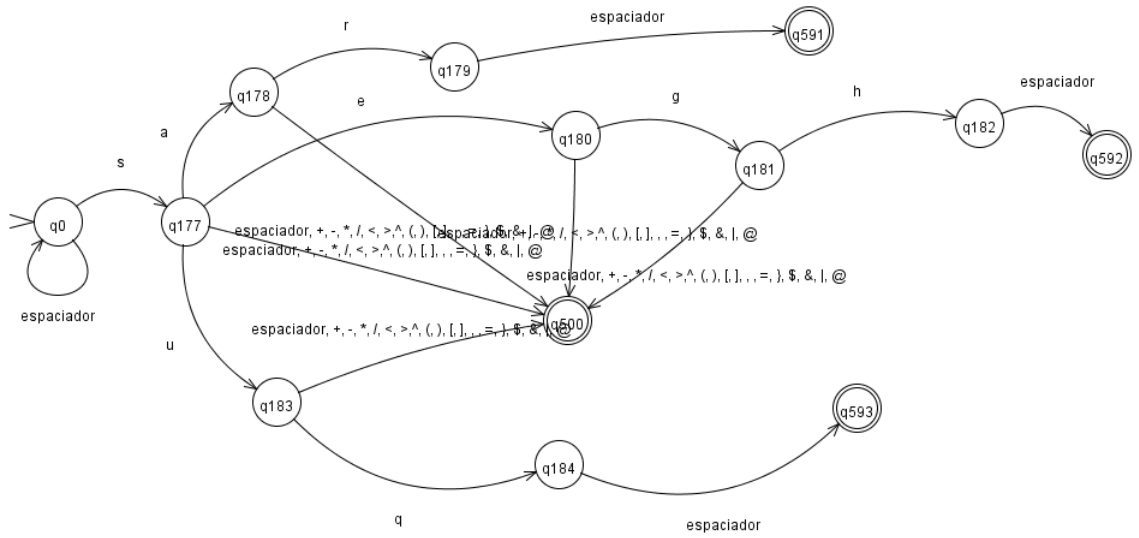 espaciador
r
q591
q179
q178
e
g
h
espaciador
a
q180
q182
q181
q592
s
q0
q177
espaciador, +, -, *, /, <, >,^, (, ), [, ], , , =, }, $, &, |, @
espaciador, +, -, *, /, <, >,^, (, ), [, ], , , =, }, $, &, |, @
espaciador, +, -, *, /, <, >,^, (, ), [, ], , , =, }, $, &, |, @
espaciador, +, -, *, /, <, >,^, (, ), [, ], , , =, }, $, &, |, @
espaciador
q500
espaciador, +, -, *, /, <, >,^, (, ), [, ], , , =, }, $, &, |, @
u
q183
q593
q184
q
espaciador